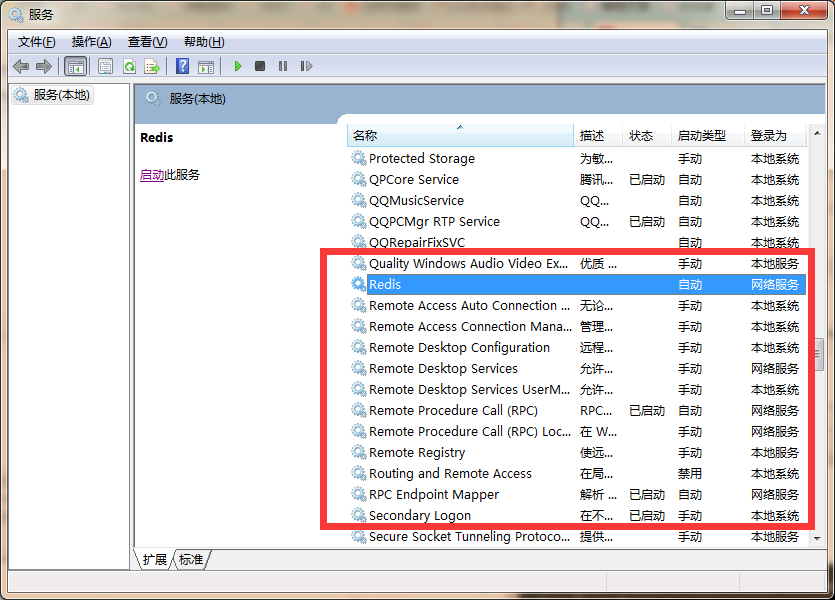 服务
文件(F) 操作(A) 查看(V) 帮助(H)
服务(本地)
服务(本地)
Redis
启动此服务
名称 描述 状态 启动类型 登录为
Protected Storage 为敏... 手动 本地系统
QPCore Service 腾讯... 已启动 自动 本地系统
QQMusicService QQ... 手动 本地系统
QQPCMgr RTP Service QQ... 已启动 自动 本地系统
QQRepairFixSVC 自动 本地系统
Quality Windows Audio Video Ex... 优质 ... 手动 本地服务
Redis 自动 网络服务
Remote Access Auto Connection ... 无论... 手动 本地系统
Remote Access Connection Mana... 管理... 手动 本地系统
Remote Desktop Configuration 远程... 手动 本地系统
Remote Desktop Services 允许... 手动 网络服务
Remote Desktop Services UserM... 允许... 手动 本地系统
Remote Procedure Call (RPC) RPC... 已启动 自动 网络服务
Remote Procedure Call (RPC) Loc... 在 W... 手动 网络服务
Remote Registry 使远... 手动 本地服务
Routing and Remote Access 在局... 禁用 本地系统
RPC Endpoint Mapper 解析 ... 已启动 自动 网络服务
Secondary Logon 在不... 已启动 手动 本地系统
Secure Socket Tunneling Protoco... 提供... 手动 本地服务
扩展 标准